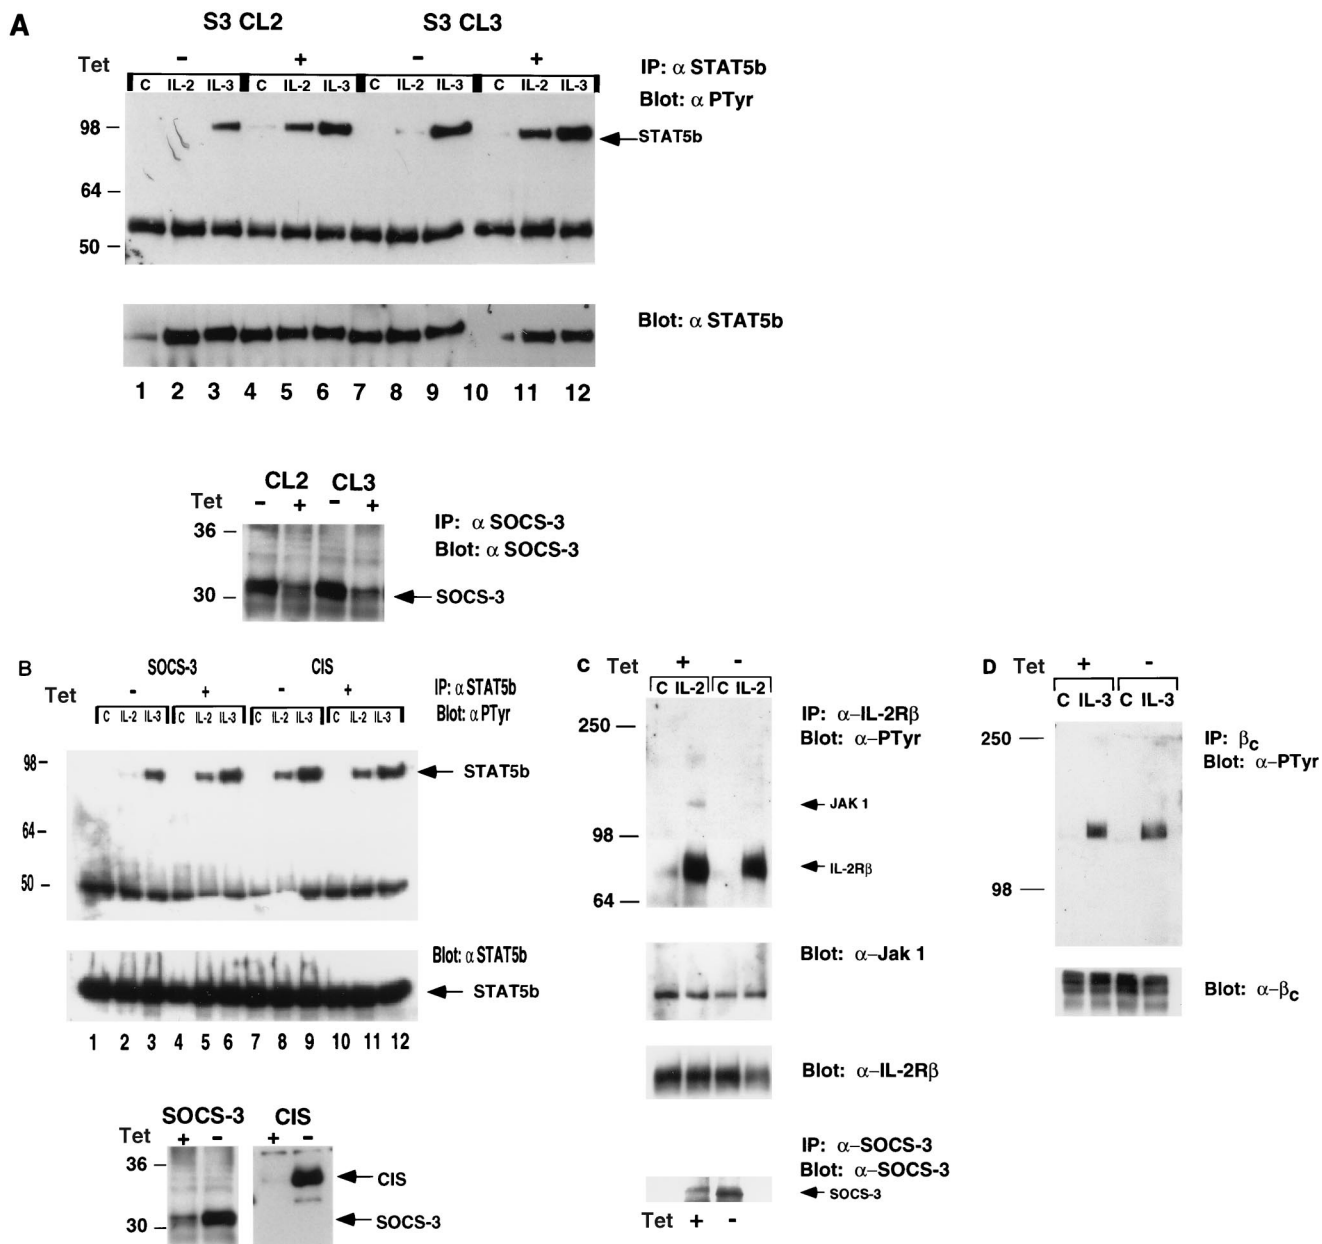 A
S3 CL2 S3 CL3
Tet - + - +
C IL-2 IL-3 C IL-2 IL-3 C IL-2 IL-3 C IL-2 IL-3
IP: α STAT5b
Blot: α PTyr
98
STAT5b
64
50
Blot: α STAT5b
1 2 3 4 5 6 7 8 9 10 11 12
CL2 CL3
Tet - + - +
36
IP: α SOCS-3
Blot: α SOCS-3
30
SOCS-3
B
SOCS-3 CIS
Tet - + - +
IP: α STAT5b
C IL-2 IL-3 C IL-2 IL-3 C IL-2 IL-3 C IL-2 IL-3
Blot: α PTyr
98
STAT5b
64
50
Blot: α STAT5b
STAT5b
1 2 3 4 5 6 7 8 9 10 11 12
SOCS-3 CIS
Tet + - + -
36
CIS
30
SOCS-3
C
Tet + -
C IL-2 C IL-2
250
IP: α-IL-2Rβ
Blot: α-PTyr
JAK 1
98
IL-2Rβ
64
Blot: α-Jak 1
Blot: α-IL-2Rβ
IP: α-SOCS-3
Blot: α-SOCS-3
SOCS-3
Tet + -
D
Tet + -
C IL-3 C IL-3
250
IP: βC
Blot: α-PTyr
98
Blot: α-βC